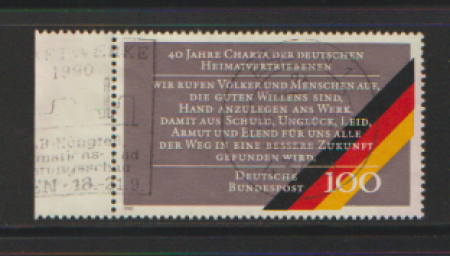 1990
40 JAHRE CHARTA DER DEUTSCHEN
HEIMATVERTRIEBENEN
WIR RUFEN VÖLKER UND MENSCHEN AUF,
DIE GUTEN WILLENS SIND,
HAND ANZULEGEN ANS WERK,
DAMIT AUS SCHULD, UNGLÜCK, LEID,
ARMUT UND ELEND FÜR UNS ALLE
DER WEG IN EINE BESSERE ZUKUNFT
GEFUNDEN WIRD.
DEUTSCHE
BUNDESPOST 100